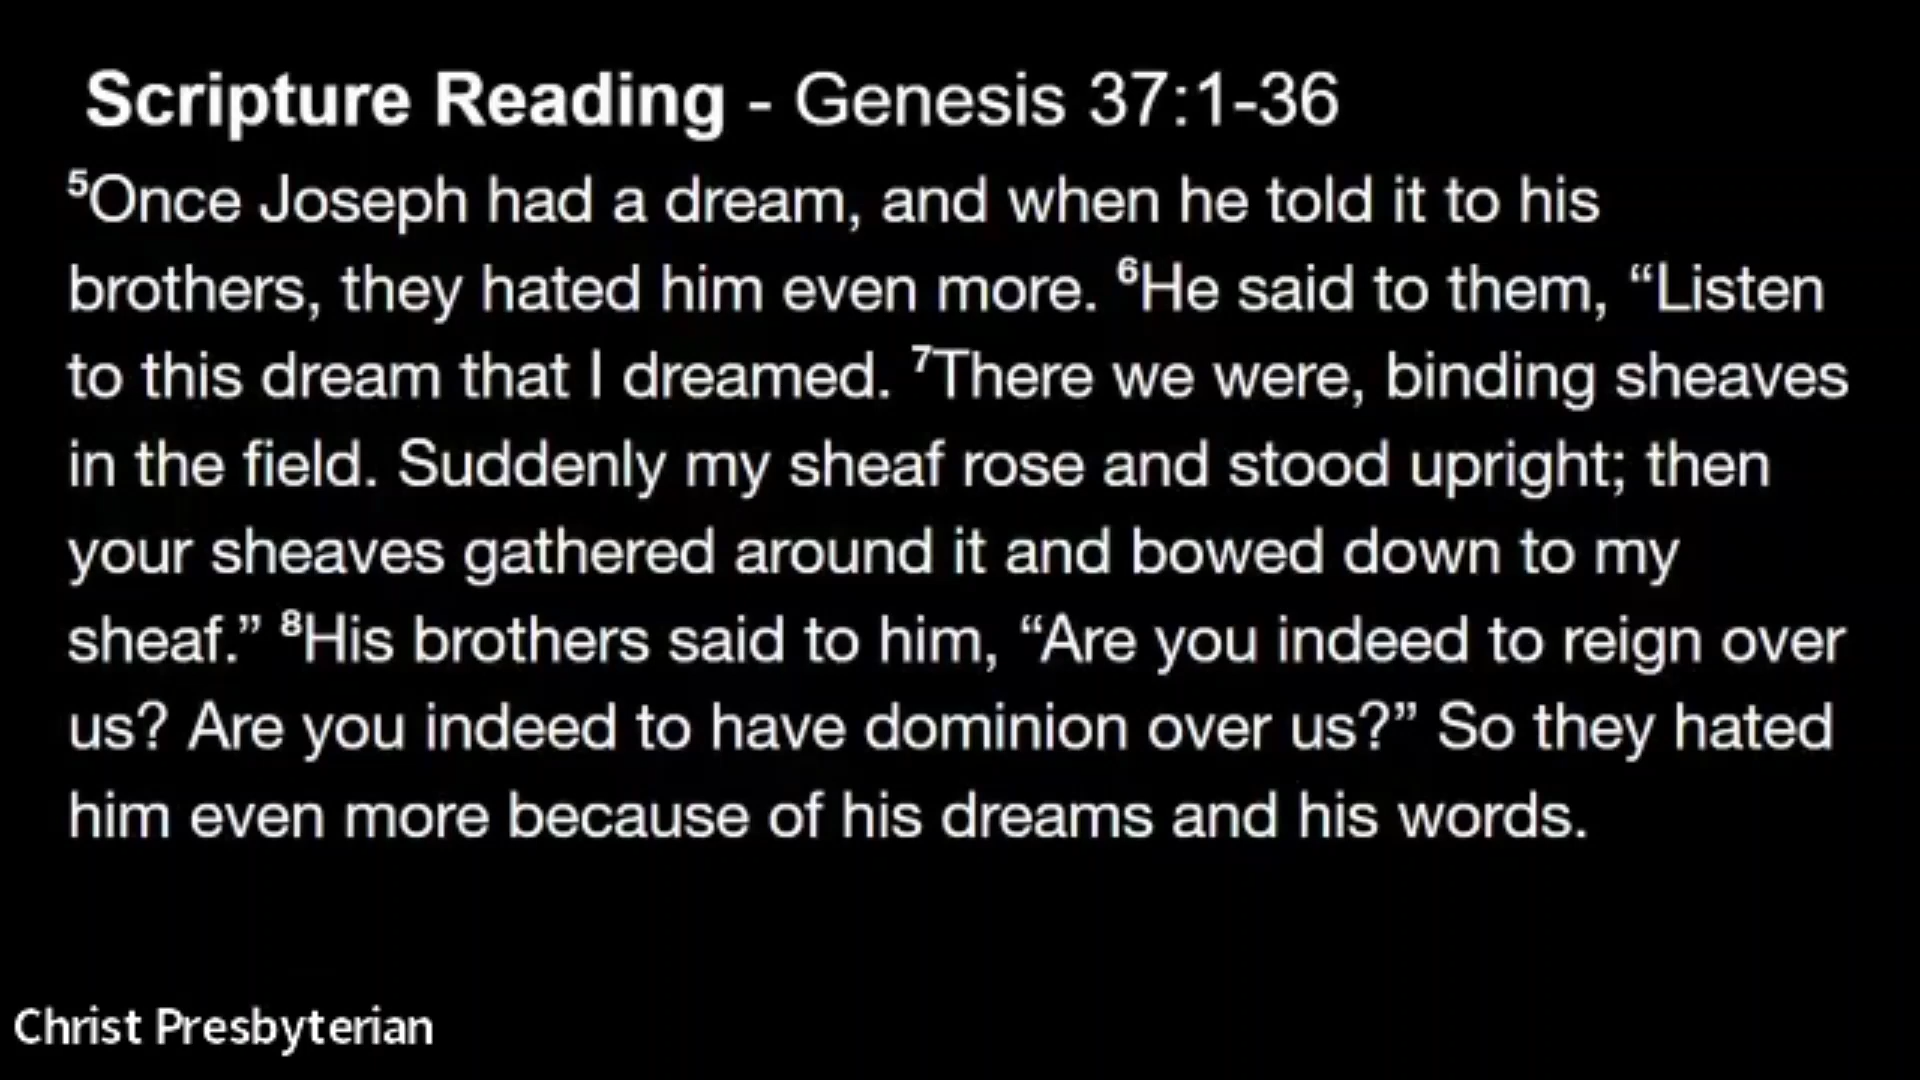 Scripture Reading - Genesis 37:1-36
⁵Once Joseph had a dream, and when he told it to his
brothers, they hated him even more. ⁶He said to them, “Listen
to this dream that I dreamed. ⁷There we were, binding sheaves
in the field. Suddenly my sheaf rose and stood upright; then
your sheaves gathered around it and bowed down to my
sheaf.” ⁸His brothers said to him, “Are you indeed to reign over
us? Are you indeed to have dominion over us?” So they hated
him even more because of his dreams and his words.
Christ Presbyterian